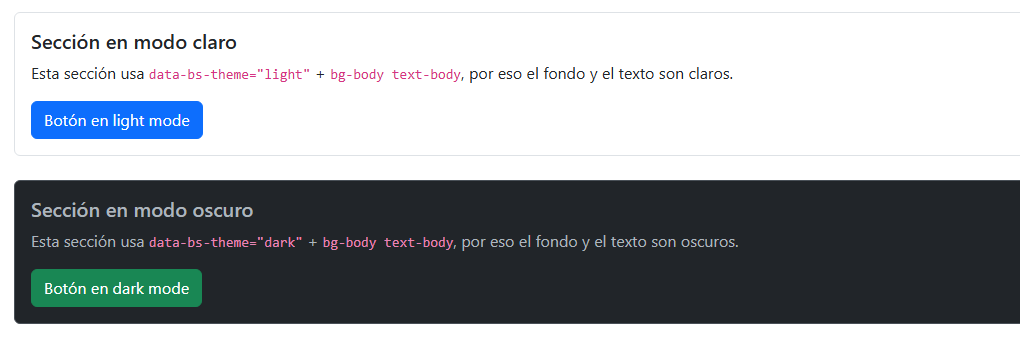 Sección en modo claro
Esta sección usa data-bs-theme="light" + bg-body text-body, por eso el fondo y el texto son claros.
Botón en light mode
Sección en modo oscuro
Esta sección usa data-bs-theme="dark" + bg-body text-body, por eso el fondo y el texto son oscuros.
Botón en dark mode